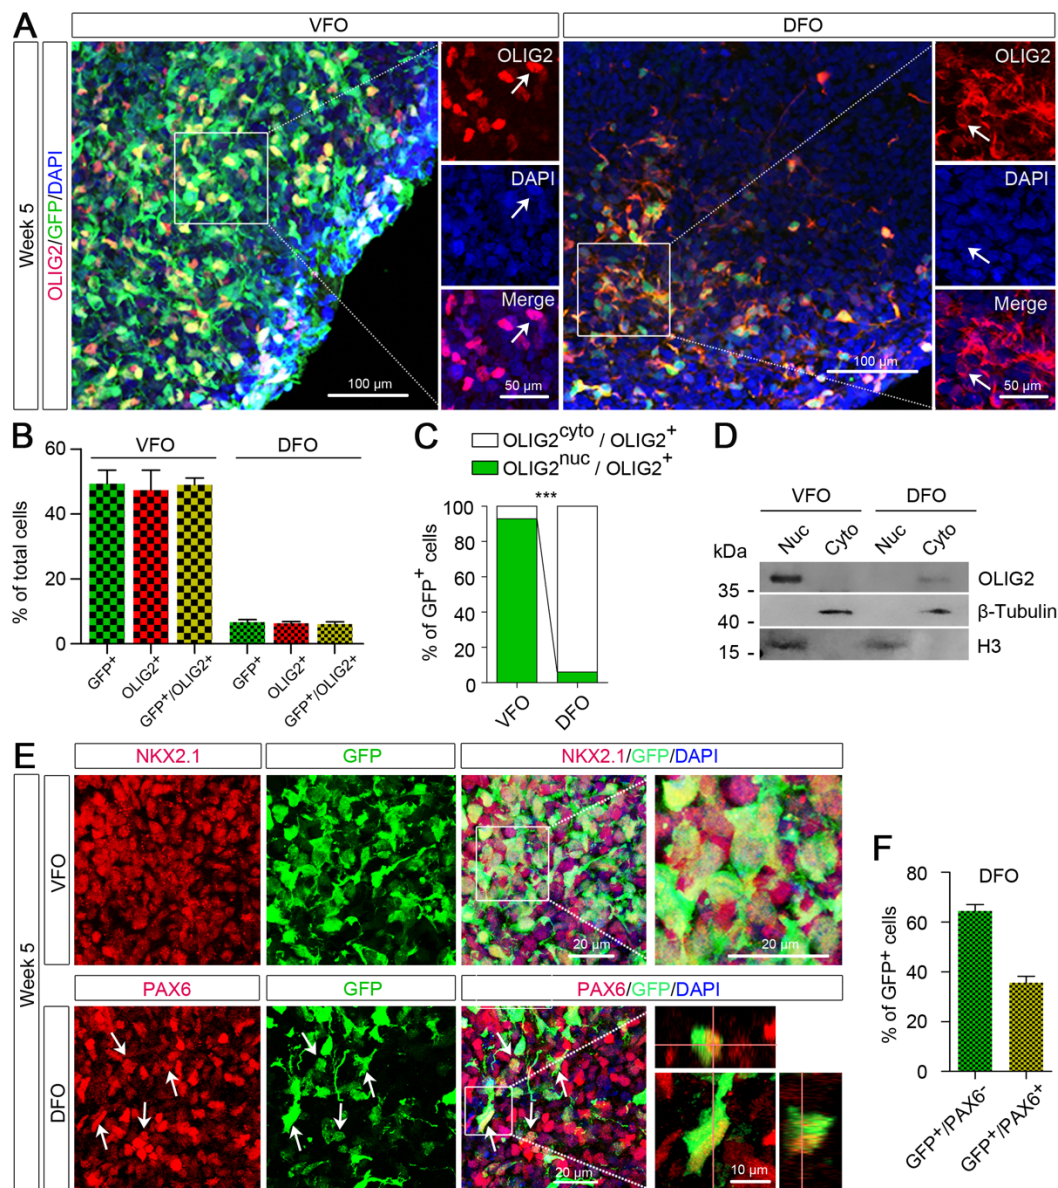 A
VFO
DFO
Week 5
OLIG2/GFP/DAPI
OLIG2
DAPI
Merge
100 µm
50 µm
OLIG2
DAPI
Merge
100 µm
50 µm
B
VFO
DFO
% of total cells
60
40
20
0
GFP+
OLIG2+
GFP+/OLIG2+
GFP+
OLIG2+
GFP+/OLIG2+
C
OLIG2cyto / OLIG2+
OLIG2nuc / OLIG2+
***
% of GFP+ cells
100
80
60
40
20
0
VFO
DFO
D
VFO
DFO
kDa
Nuc
Cyto
Nuc
Cyto
35 -
OLIG2
40 -
β-Tubulin
15 -
H3
E
NKX2.1
GFP
NKX2.1/GFP/DAPI
Week 5
VFO
20 µm
20 µm
PAX6
GFP
PAX6/GFP/DAPI
DFO
20 µm
10 µm
F
DFO
% of GFP+ cells
80
60
40
20
0
GFP+/PAX6-
GFP+/PAX6+